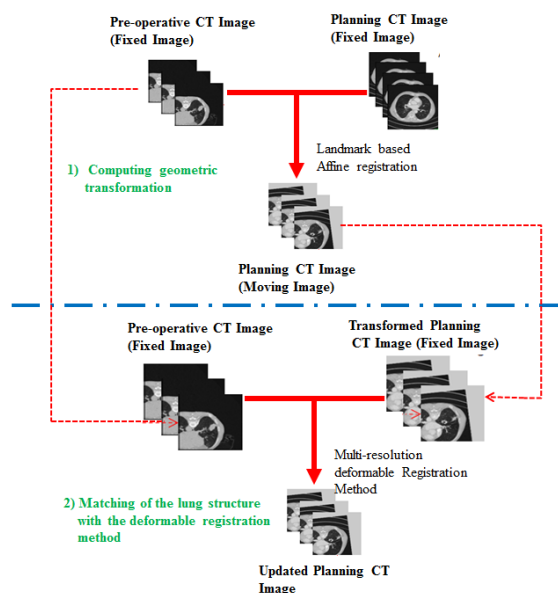 Pre-operative CT Image
(Fixed Image)
Planning CT Image
(Fixed Image)
Landmark based
Affine registration
1) Computing geometric
transformation
Planning CT Image
(Moving Image)
Pre-operative CT Image
(Fixed Image)
Transformed Planning
CT Image (Fixed Image)
Multi-resolution
deformable Registration
Method
2) Matching of the lung structure
with the deformable registration
method
Updated Planning CT
Image